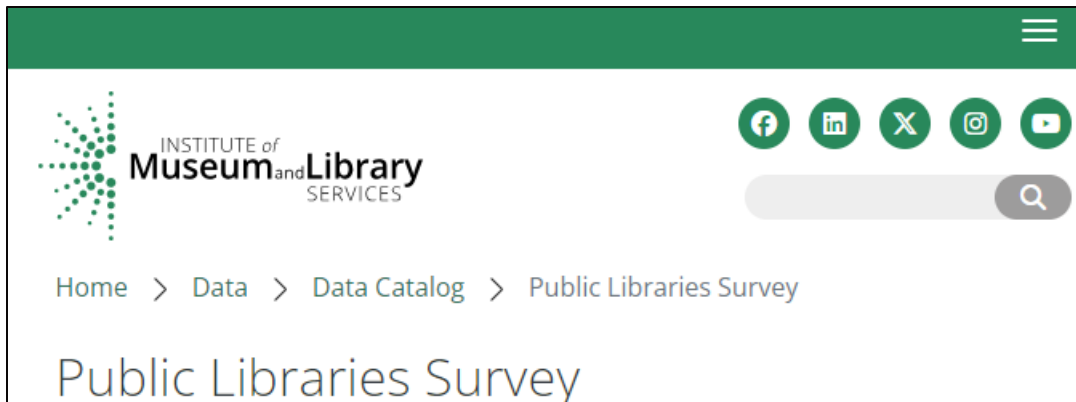 INSTITUTE of
Museum and Library
SERVICES
Home > Data > Data Catalog > Public Libraries Survey
Public Libraries Survey